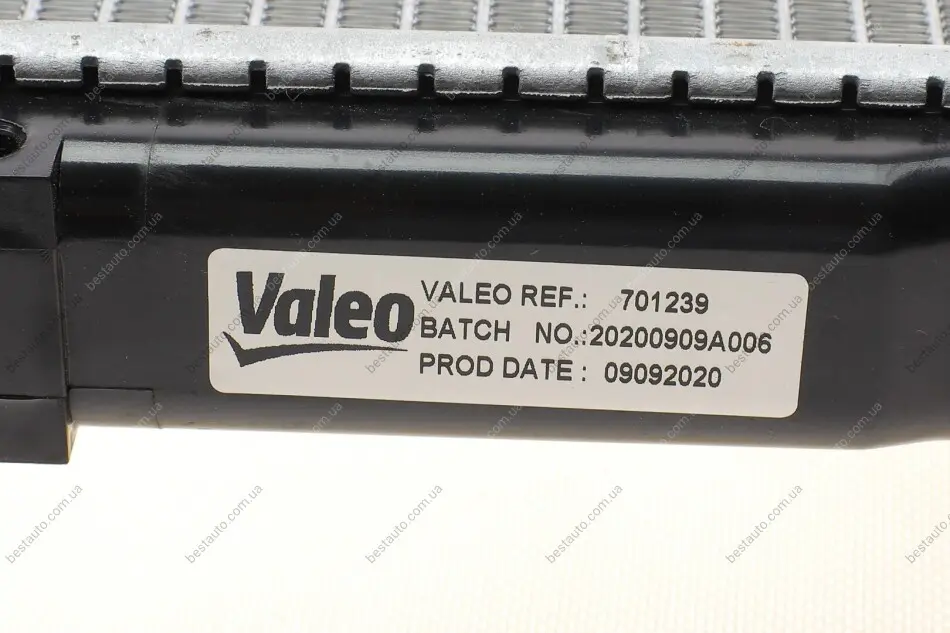 Valeo
VALEO REF.: 701239
BATCH NO.:20200909A006
PROD DATE : 09092020
bestauto.com.ua